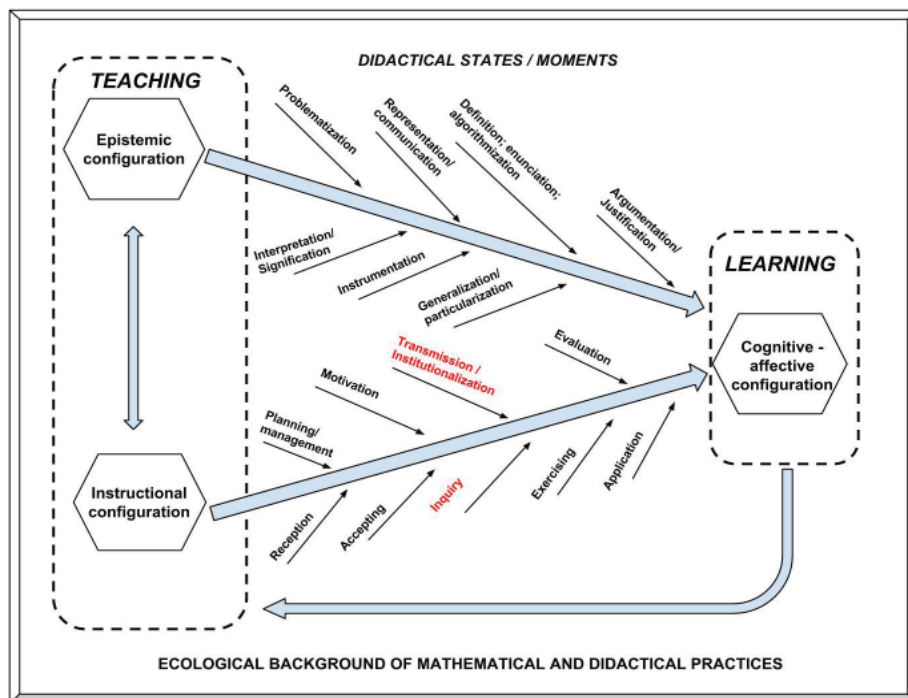 DIDACTICAL STATES / MOMENTS
TEACHING
Epistemic
configuration
Problematization
Representation/
communication
Definition; enunciation;
algorithmization
Argumentation/
Justification
Interpretation/
Signification
Instrumentation
Generalization/
particularization
LEARNING
Cognitive -
affective
configuration
Transmission /
Institutionalization
Evaluation
Motivation
Planning/
management
Instructional
configuration
Reception
Accepting
Inquiry
Exercising
Application
ECOLOGICAL BACKGROUND OF MATHEMATICAL AND DIDACTICAL PRACTICES